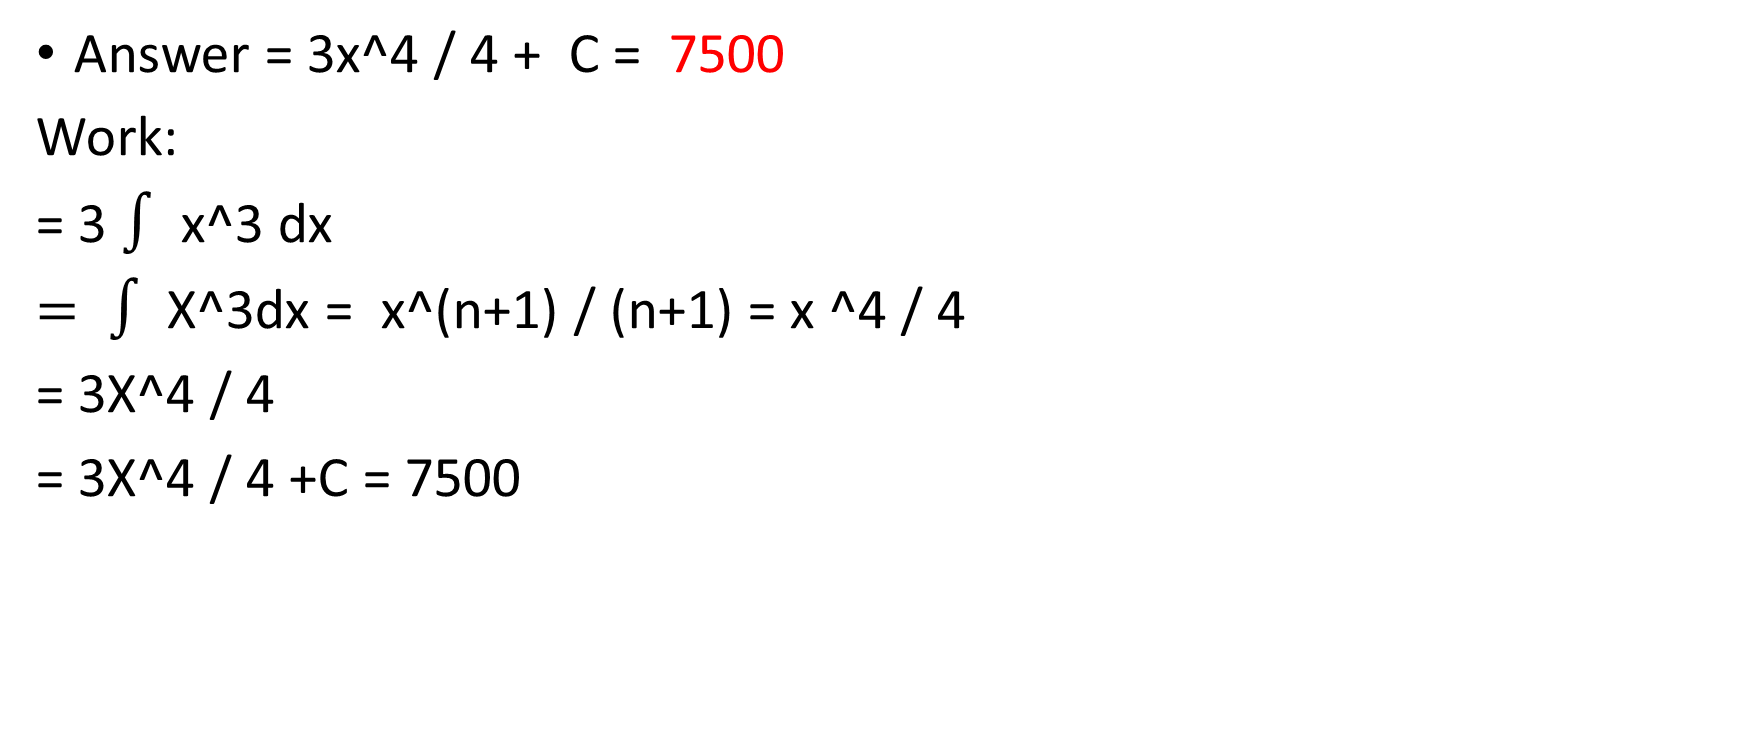 • Answer = 3x^4 / 4 + C = 7500
Work:
= 3 ∫ x^3 dx
= ∫ X^3dx = x^(n+1) / (n+1) = x ^4 / 4
= 3X^4 / 4
= 3X^4 / 4 +C = 7500